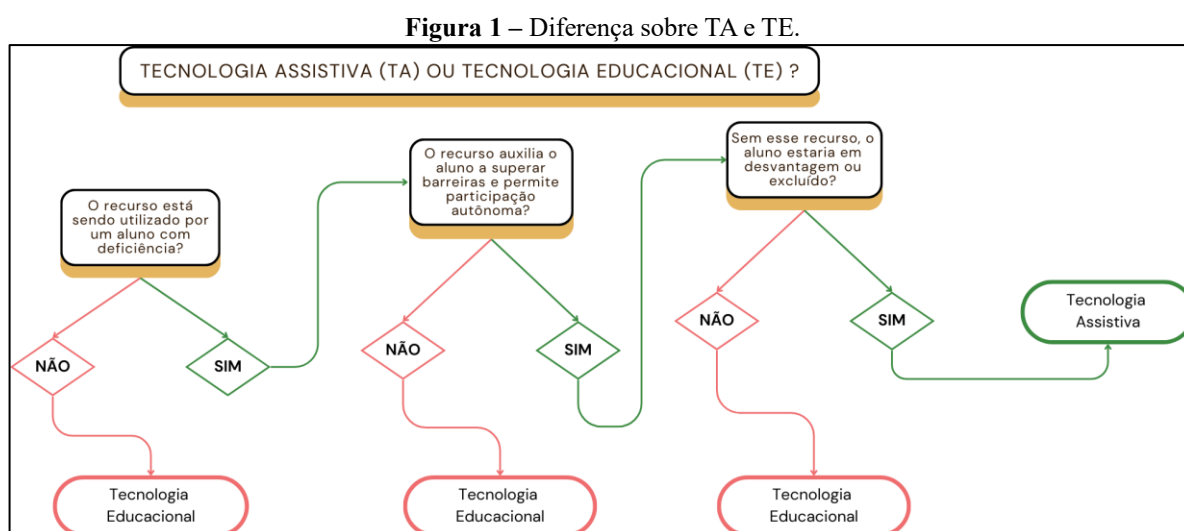 Figura 1 – Diferença sobre TA e TE.
TECNOLOGIA ASSISTIVA (TA) OU TECNOLOGIA EDUCACIONAL (TE) ?
O recurso está
sendo utilizado por
um aluno com
deficiência?
NÃO
SIM
Tecnologia
Educacional
O recurso auxilia o
aluno a superar
barreiras e permite
participação
autônoma?
NÃO
SIM
Tecnologia
Educacional
Sem esse recurso, o
aluno estaria em
desvantagem ou
excluído?
NÃO
SIM
Tecnologia
Educacional
Tecnologia
Assistiva